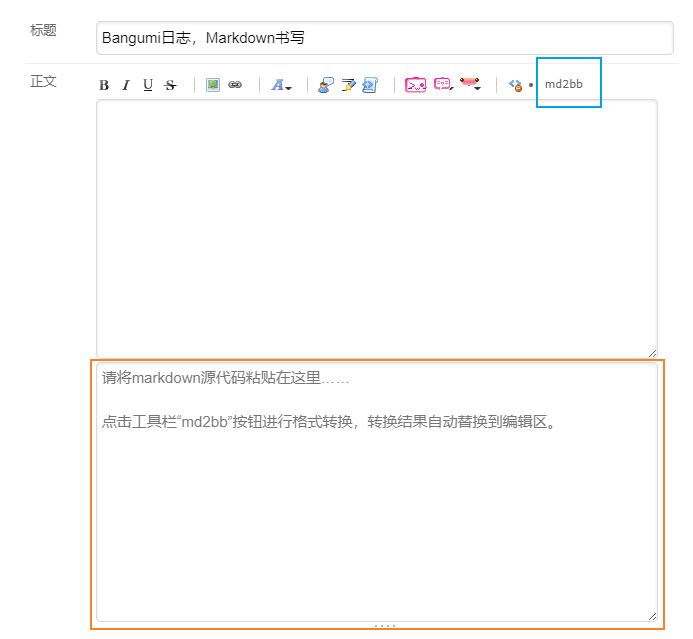 标题
Bangumi日志，Markdown书写
正文
B I U S A md2bb
请将markdown源代码粘贴在这里……
点击工具栏“md2bb”按钮进行格式转换，转换结果自动替换到编辑区。